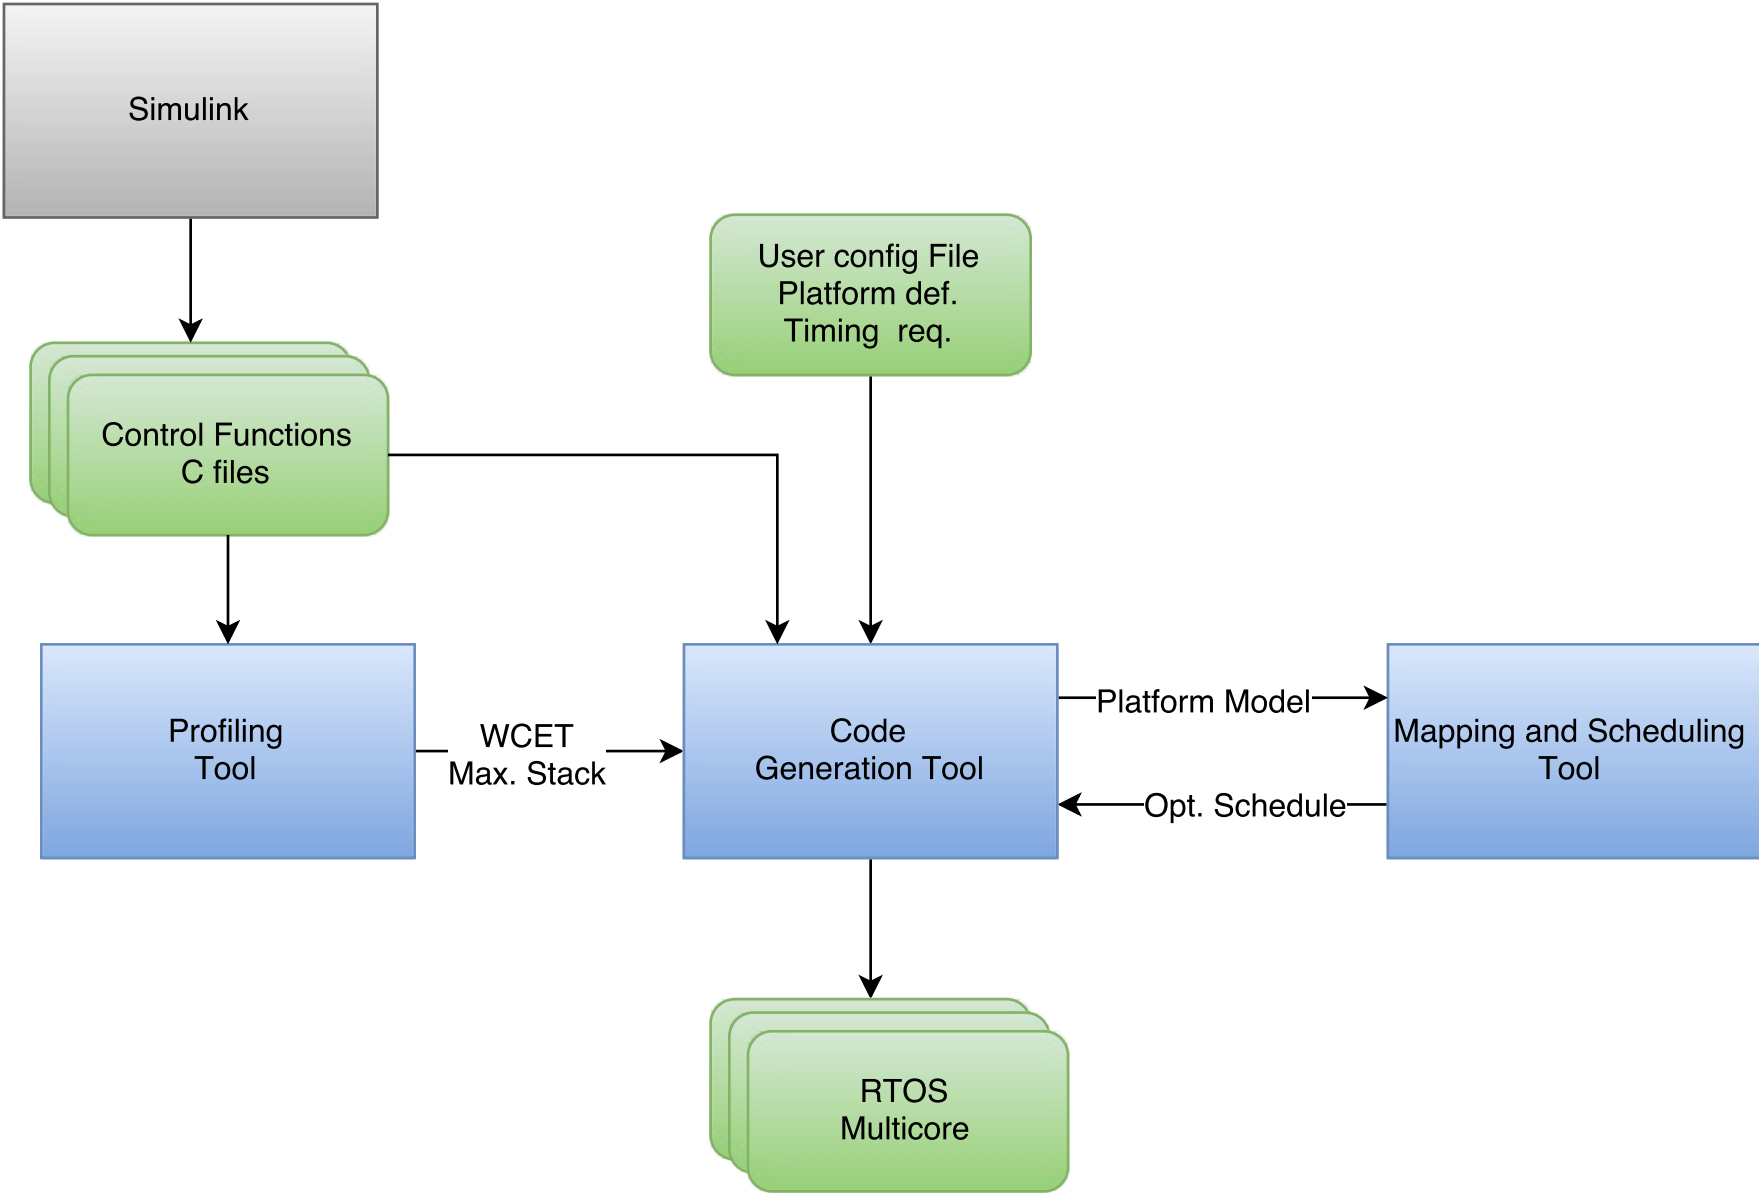 Simulink
User config File
Platform def.
Timing  req.
Control Functions
C files
Profiling
Tool
WCET
Max. Stack
Code
Generation Tool
Platform Model
Opt. Schedule
Mapping and Scheduling
Tool
RTOS
Multicore